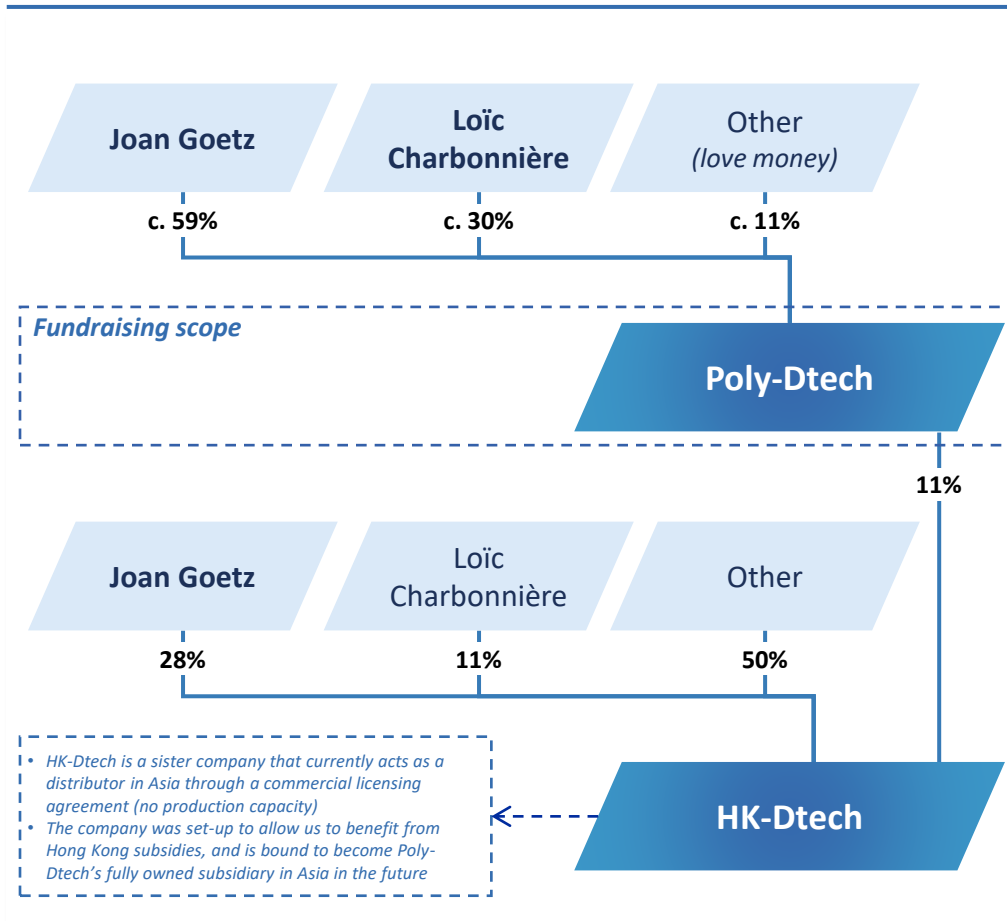 Joan Goetz
Loïc
Charbonnière
Other
(love money)
c. 59%
c. 30%
c. 11%
Fundraising scope
Poly-Dtech
11%
Joan Goetz
Loïc
Charbonnière
Other
28%
11%
50%
• HK-Dtech is a sister company that currently acts as a
distributor in Asia through a commercial licensing
agreement (no production capacity)
• The company was set-up to allow us to benefit from
Hong Kong subsidies, and is bound to become Poly-
Dtech’s fully owned subsidiary in Asia in the future
HK-Dtech